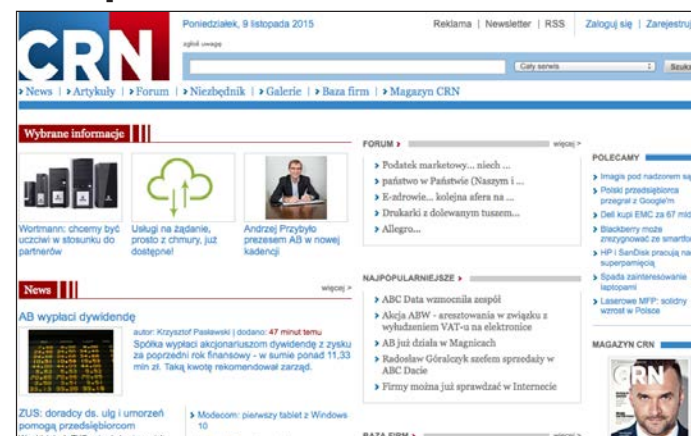 CRN
Poniedziałek, 9 listopada 2015
Reklama | Newsletter | RSS
Zaloguj się | Zarejestruj
zgłoś uwagę
Cały serwis
Szuka
News | Artykuły | Forum | Niezbędnik | Galerie | Baza firm | Magazyn CRN
Wybrane informacje
Wortmann: chcemy być
uczciwi w stosunku do
partnerów
Usługi na żądanie,
prosto z chmury, już
dostępne!
Andrzej Przybyło
prezesem AB w nowej
kadencji
News
więcej >
AB wypłaci dywidendę
autor: Krzysztof Pasławski | dodano: 47 minut temu
Spółka wypłaci akcjonariuszom dywidendę z zysku
za poprzedni rok finansowy - w sumie ponad 11,33
mln zł. Taką kwotę rekomendował zarząd.
ZUS: doradcy ds. ulg i umorzeń
pomogą przedsiębiorcom
Modecom: pierwszy tablet z Windows
10
FORUM >
więcej >
Podatek marketowy... niech ...
państwo w Państwie (Naszym i ...
E-zdrowie... kolejna afera na ...
Drukarki z dolewanym tuszem...
Allegro...
NAJPOPULARNIEJSZE >
ABC Data wzmocniła zespół
Akcja ABW - aresztowania w związku z
wyłudzeniem VAT-u na elektronice
AB już działa w Magnicach
Radosław Góralczyk szefem sprzedaży w
ABC Dacie
Firmy można już sprawdzać w Internecie
BAZA FIRM >
więcej >
POLECAMY
Imagis pod nadzorem są
Polski przedsiębiorca
przegrał z Google'm
Dell kupi EMC za 67 mld
Blackberry może
zrezygnować ze smartfo
HP i SanDisk pracują na
superpamięcią
Spada zainteresowanie
laptopami
Laserowe MFP: solidny
wzrost w Polsce
MAGAZYN CRN
CRN